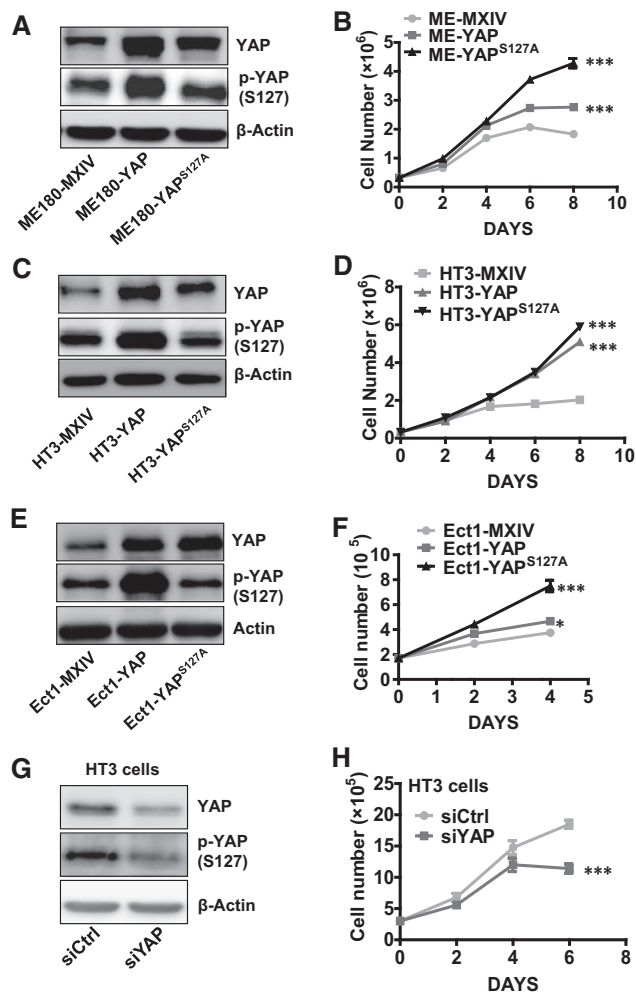 A
YAP
p-YAP
(S127)
β-Actin
ME180-MXIV
ME180-YAP
ME180-YAPS127A
B
ME-MXIV
ME-YAP
ME-YAPS127A
Cell Number (×10⁶)
5
4
3
2
1
0
***
***
0 2 4 6 8 10
DAYS
C
YAP
p-YAP
(S127)
β-Actin
HT3-MXIV
HT3-YAP
HT3-YAPS127A
D
HT3-MXIV
HT3-YAP
HT3-YAPS127A
Cell Number (×10⁶)
8
6
4
2
0
***
***
0 2 4 6 8 10
DAYS
E
YAP
p-YAP
(S127)
Actin
Ect1-MXIV
Ect1-YAP
Ect1-YAPS127A
F
Ect1-MXIV
Ect1-YAP
Ect1-YAPS127A
Cell number (10 ⁵)
10
8
6
4
2
0
***
*
0 1 2 3 4 5
DAYS
G
HT3 cells
YAP
p-YAP
(S127)
β-Actin
siCtrl
siYAP
H
HT3 cells
siCtrl
siYAP
Cell number (×10⁵)
25
20
15
10
5
0
***
0 2 4 6 8
DAYS